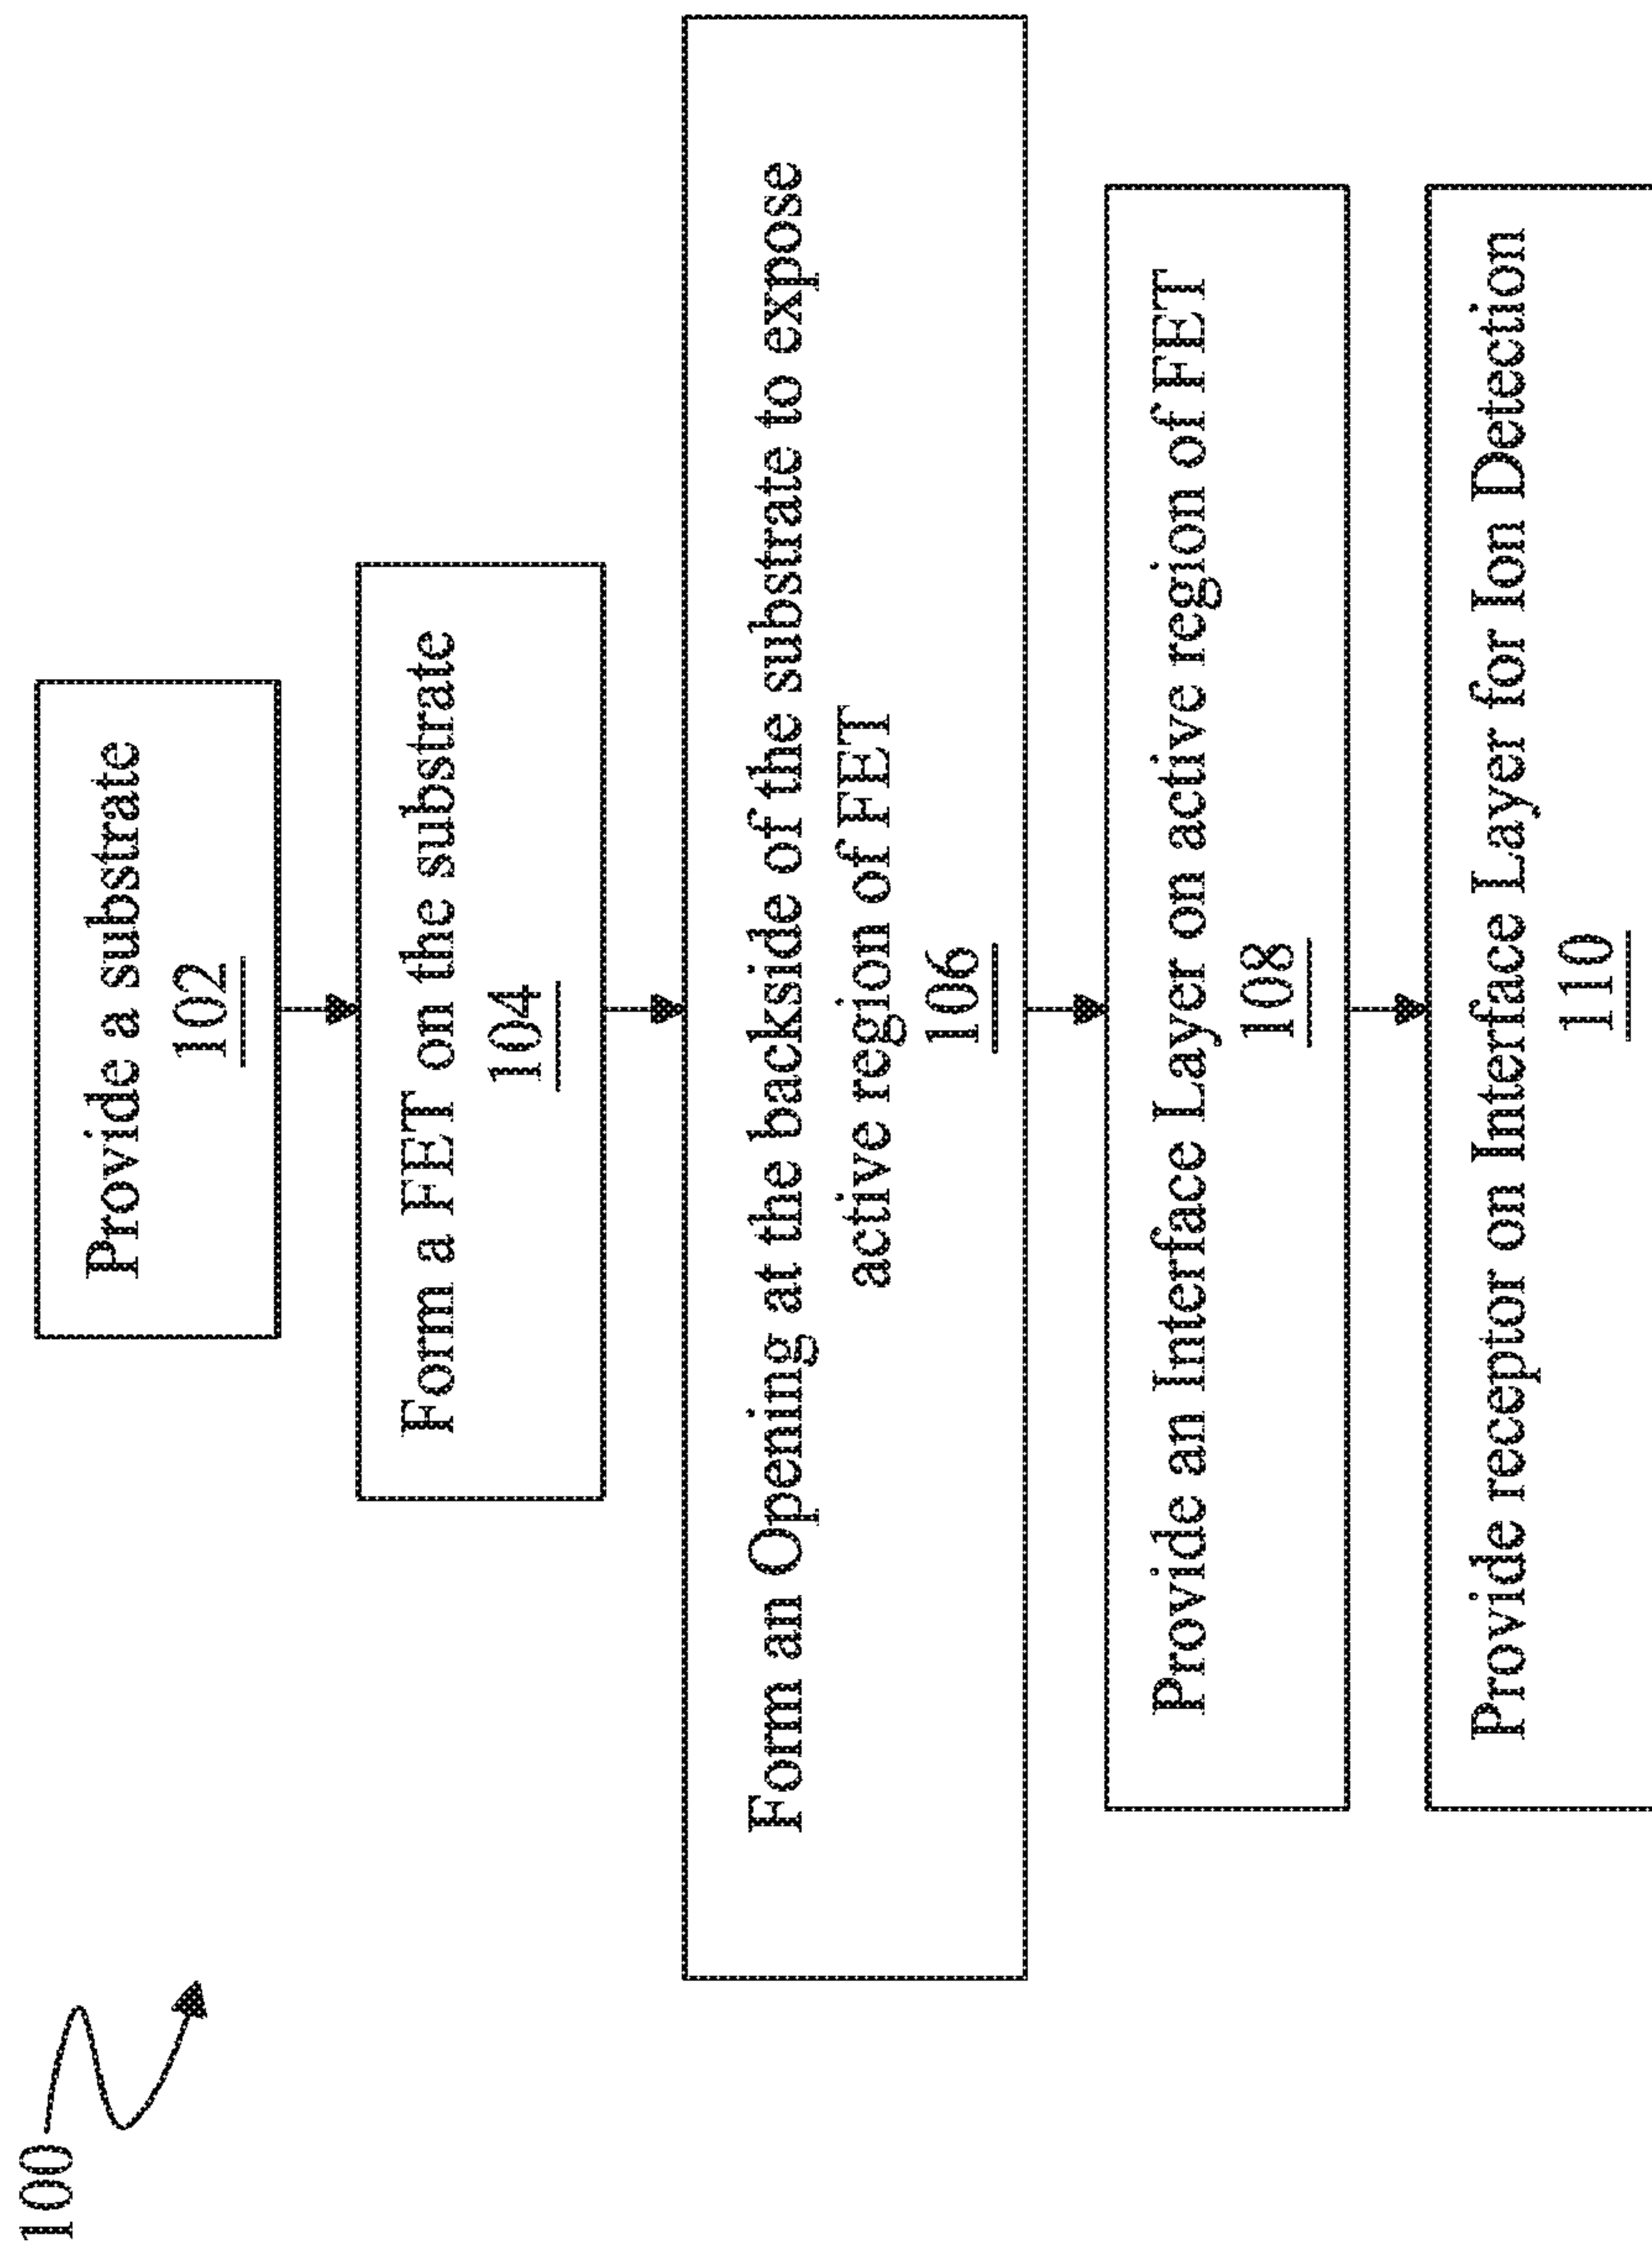 100
Provide a substrate
102
Form a FET on the substrate
104
Form an Opening at the backside of the substrate to expose
active region of FET
106
Provide an Interface Layer on active region of FET
108
Provide receptor on Interface Layer for Ion Detection
110